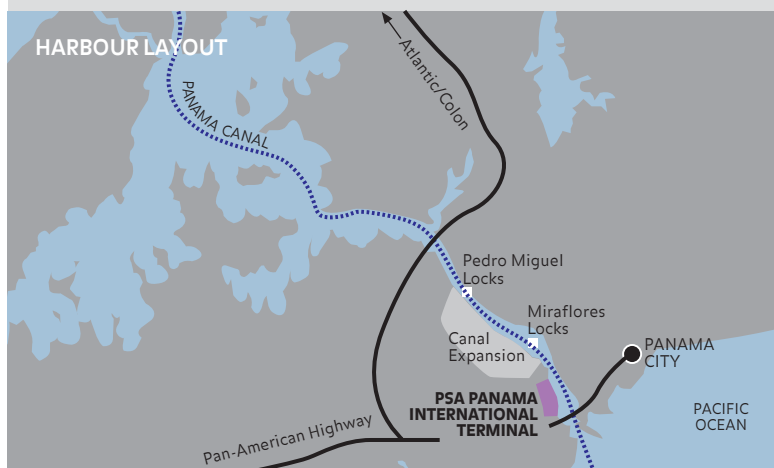 HARBOUR LAYOUT
Atlantic/Colon
PANAMA CANAL
Pedro Miguel
Locks
Miraflores
Locks
Canal
Expansion
PANAMA
CITY
PSA PANAMA
INTERNATIONAL
TERMINAL
PACIFIC
OCEAN
Pan-American Highway